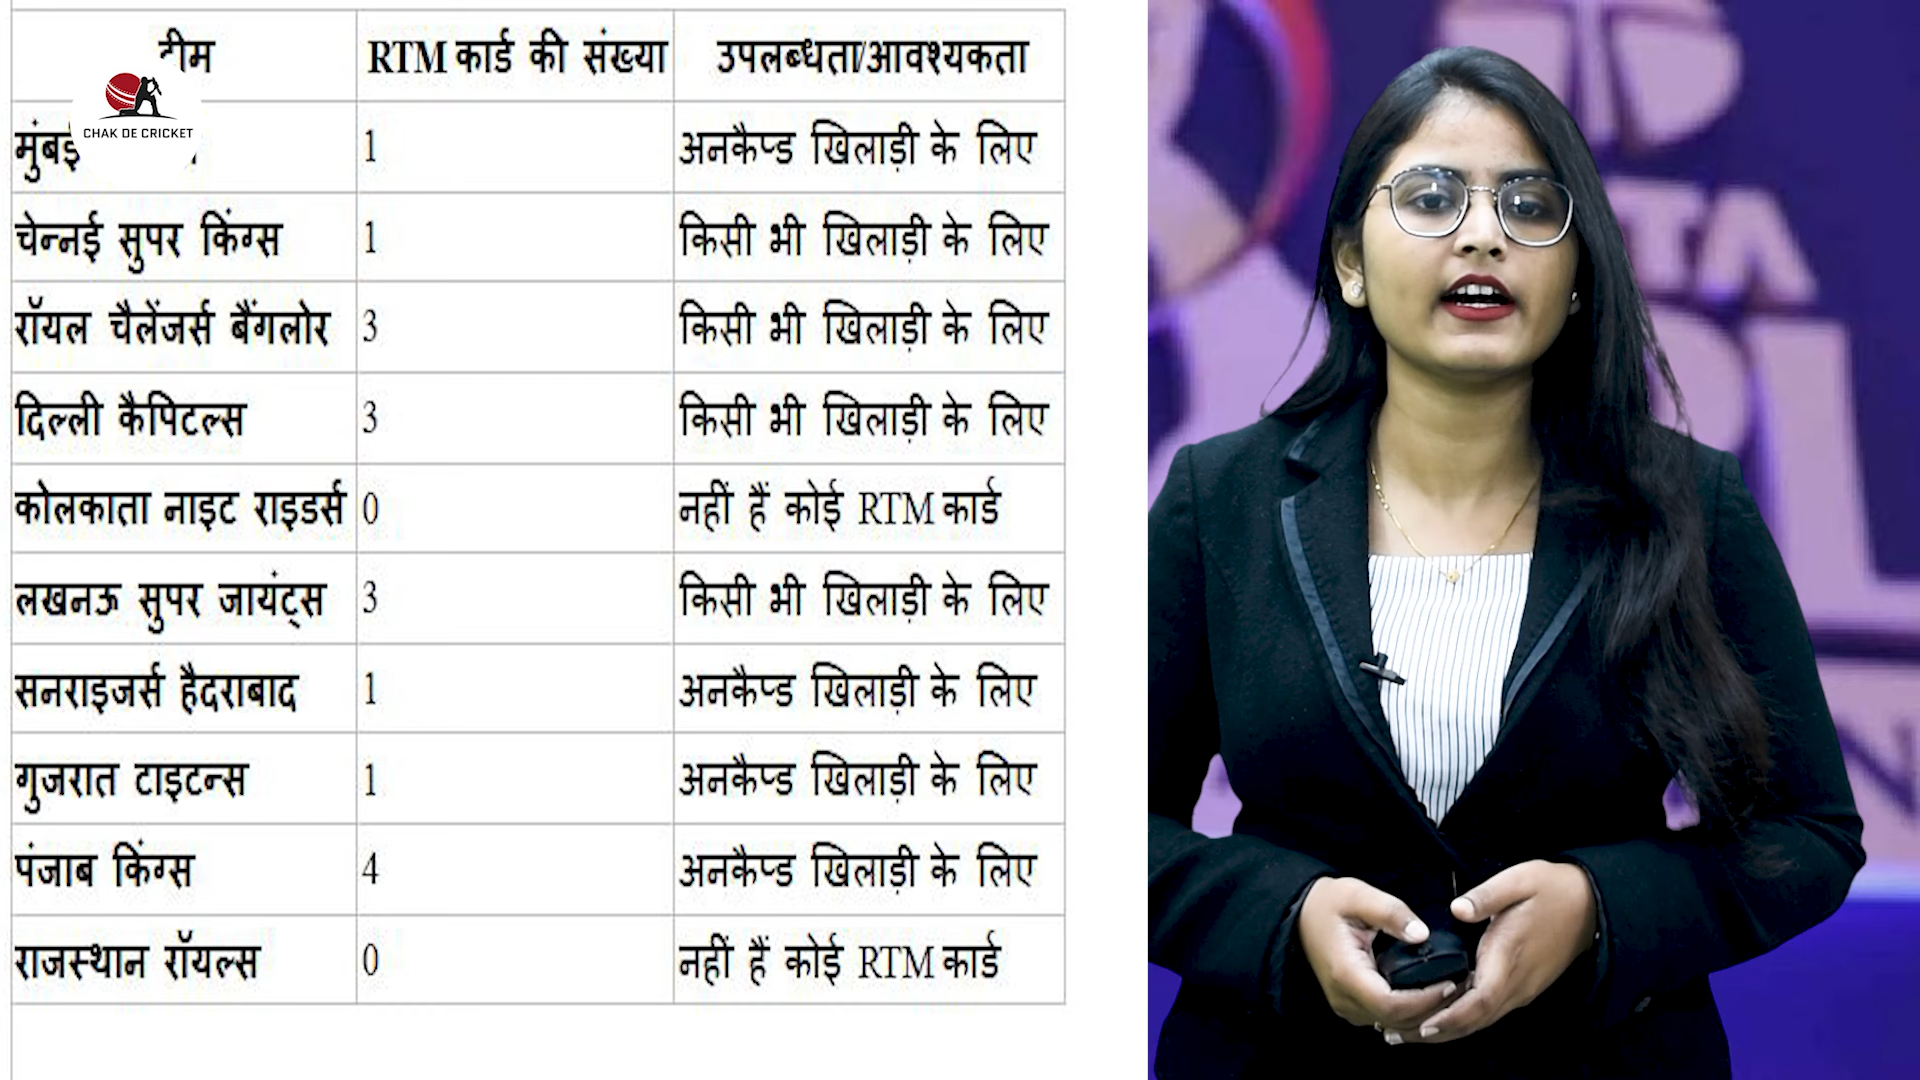 टीम RTM कार्ड की संख्या उपलब्धता/आवश्यकता
CHAK DE CRICKET
मुंबई 1 अनकैप्ड खिलाड़ी के लिए
चेन्नई सुपर किंग्स 1 किसी भी खिलाड़ी के लिए
रॉयल चैलेंजर्स बैंगलोर 3 किसी भी खिलाड़ी के लिए
दिल्ली कैपिटल्स 3 किसी भी खिलाड़ी के लिए
कोलकाता नाइट राइडर्स 0 नहीं हैं कोई RTM कार्ड
लखनऊ सुपर जायंट्स 3 किसी भी खिलाड़ी के लिए
सनराइजर्स हैदराबाद 1 अनकैप्ड खिलाड़ी के लिए
गुजरात टाइटन्स 1 अनकैप्ड खिलाड़ी के लिए
पंजाब किंग्स 4 अनकैप्ड खिलाड़ी के लिए
राजस्थान रॉयल्स 0 नहीं हैं कोई RTM कार्ड